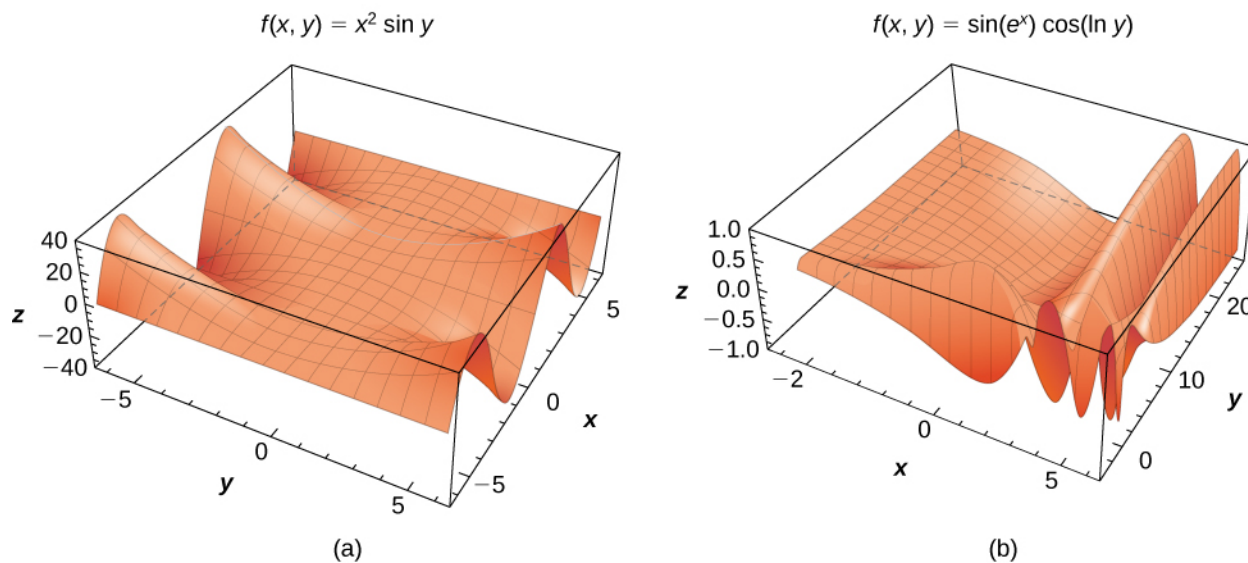 f(x, y) = x² sin y
40
20
0
−20
−40
z
−5
0
5
y
−5
0
5
x
(a)
f(x, y) = sin(eˣ) cos(ln y)
1.0
0.5
0.0
−0.5
−1.0
z
−2
0
5
x
0
10
20
y
(b)